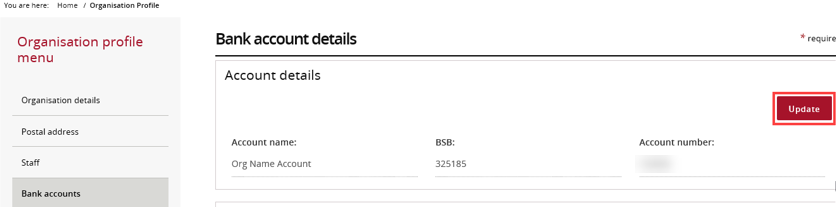 You are here: Home / Organisation Profile
Organisation profile
menu
Organisation details
Postal address
Staff
Bank accounts
Bank account details
* require
Account details
Update
Account name: BSB: Account number:
Org Name Account 325185